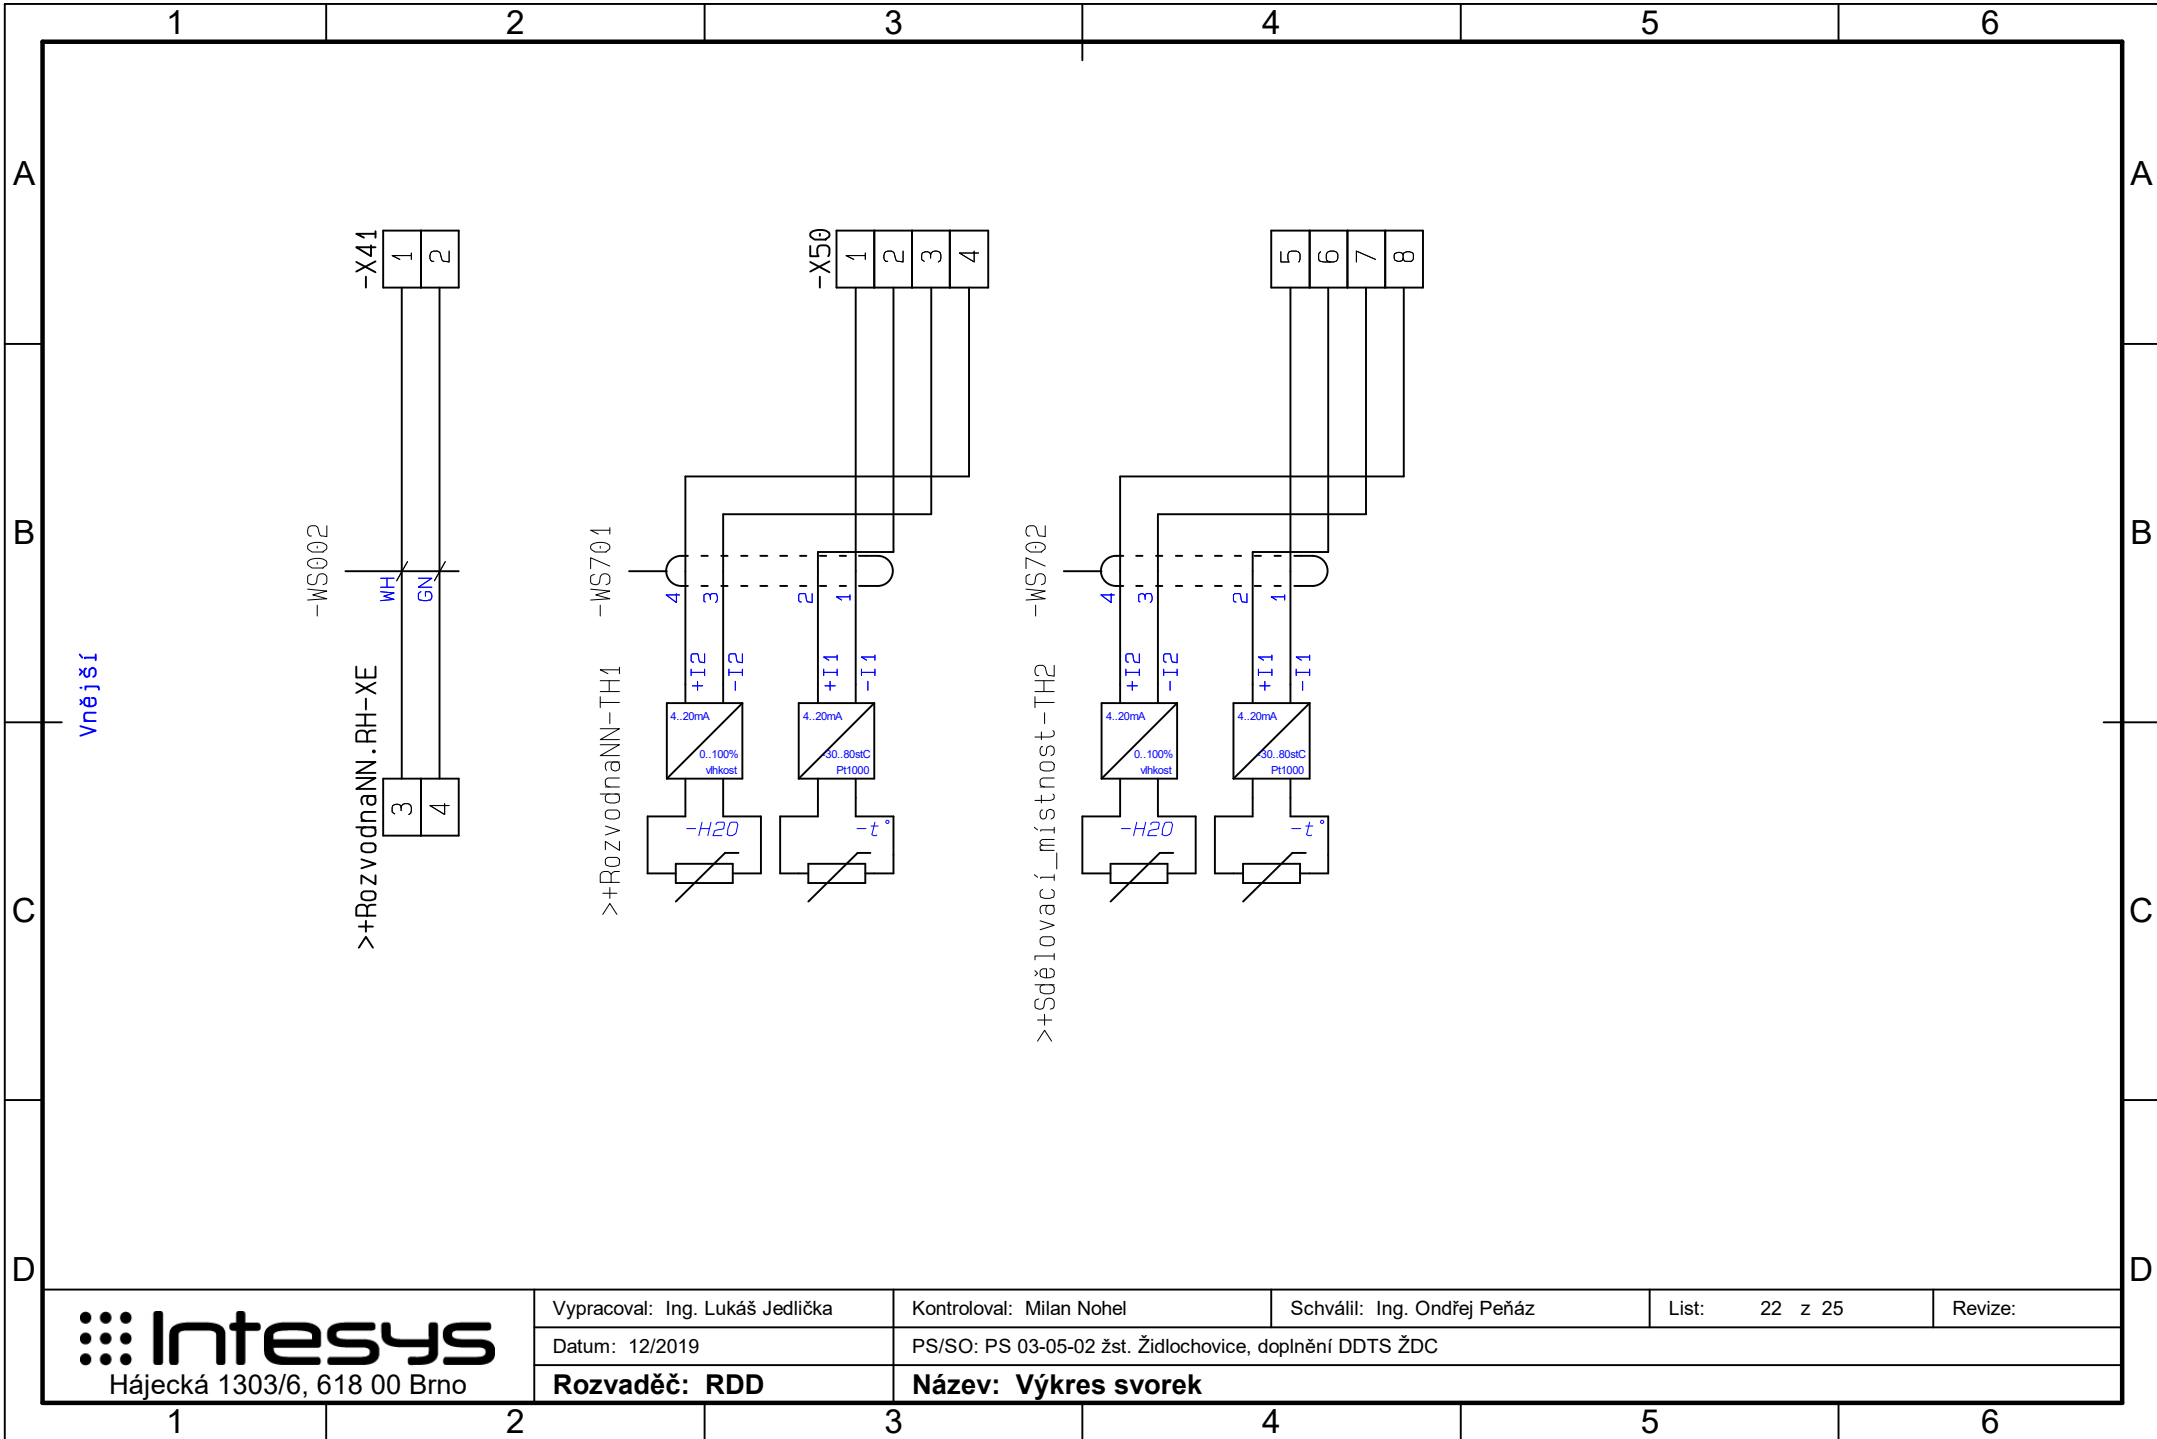 1 2 3 4 5 6
A A
B B
C C
D D
Vnější
-X41
1 2
-WS002
WH GN
>+RozvodnaNN.RH-XE
3 4
-X50
1 2 3 4
-WS701
4 3 2 1
>+RozvodnaNN-TH1
+I2 -I2 +I1 -I1
4..20mA
0..100%
vlhkost
4..20mA
-30..80stC
Pt1000
-H2O
-t°
5 6 7 8
-WS702
4 3 2 1
>+Sdělovací_místnost-TH2
+I2 -I2 +I1 -I1
4..20mA
0..100%
vlhkost
4..20mA
-30..80stC
Pt1000
-H2O
-t°
Intesys
Hájecká 1303/6, 618 00 Brno
Vypracoval: Ing. Lukáš Jedlička
Kontroloval: Milan Nohel
Schválil: Ing. Ondřej Peňáz
List: 22 z 25
Revize:
Datum: 12/2019
PS/SO: PS 03-05-02 žst. Židlochovice, doplnění DDTS ŽDC
Rozvaděč: RDD
Název: Výkres svorek
1 2 3 4 5 6